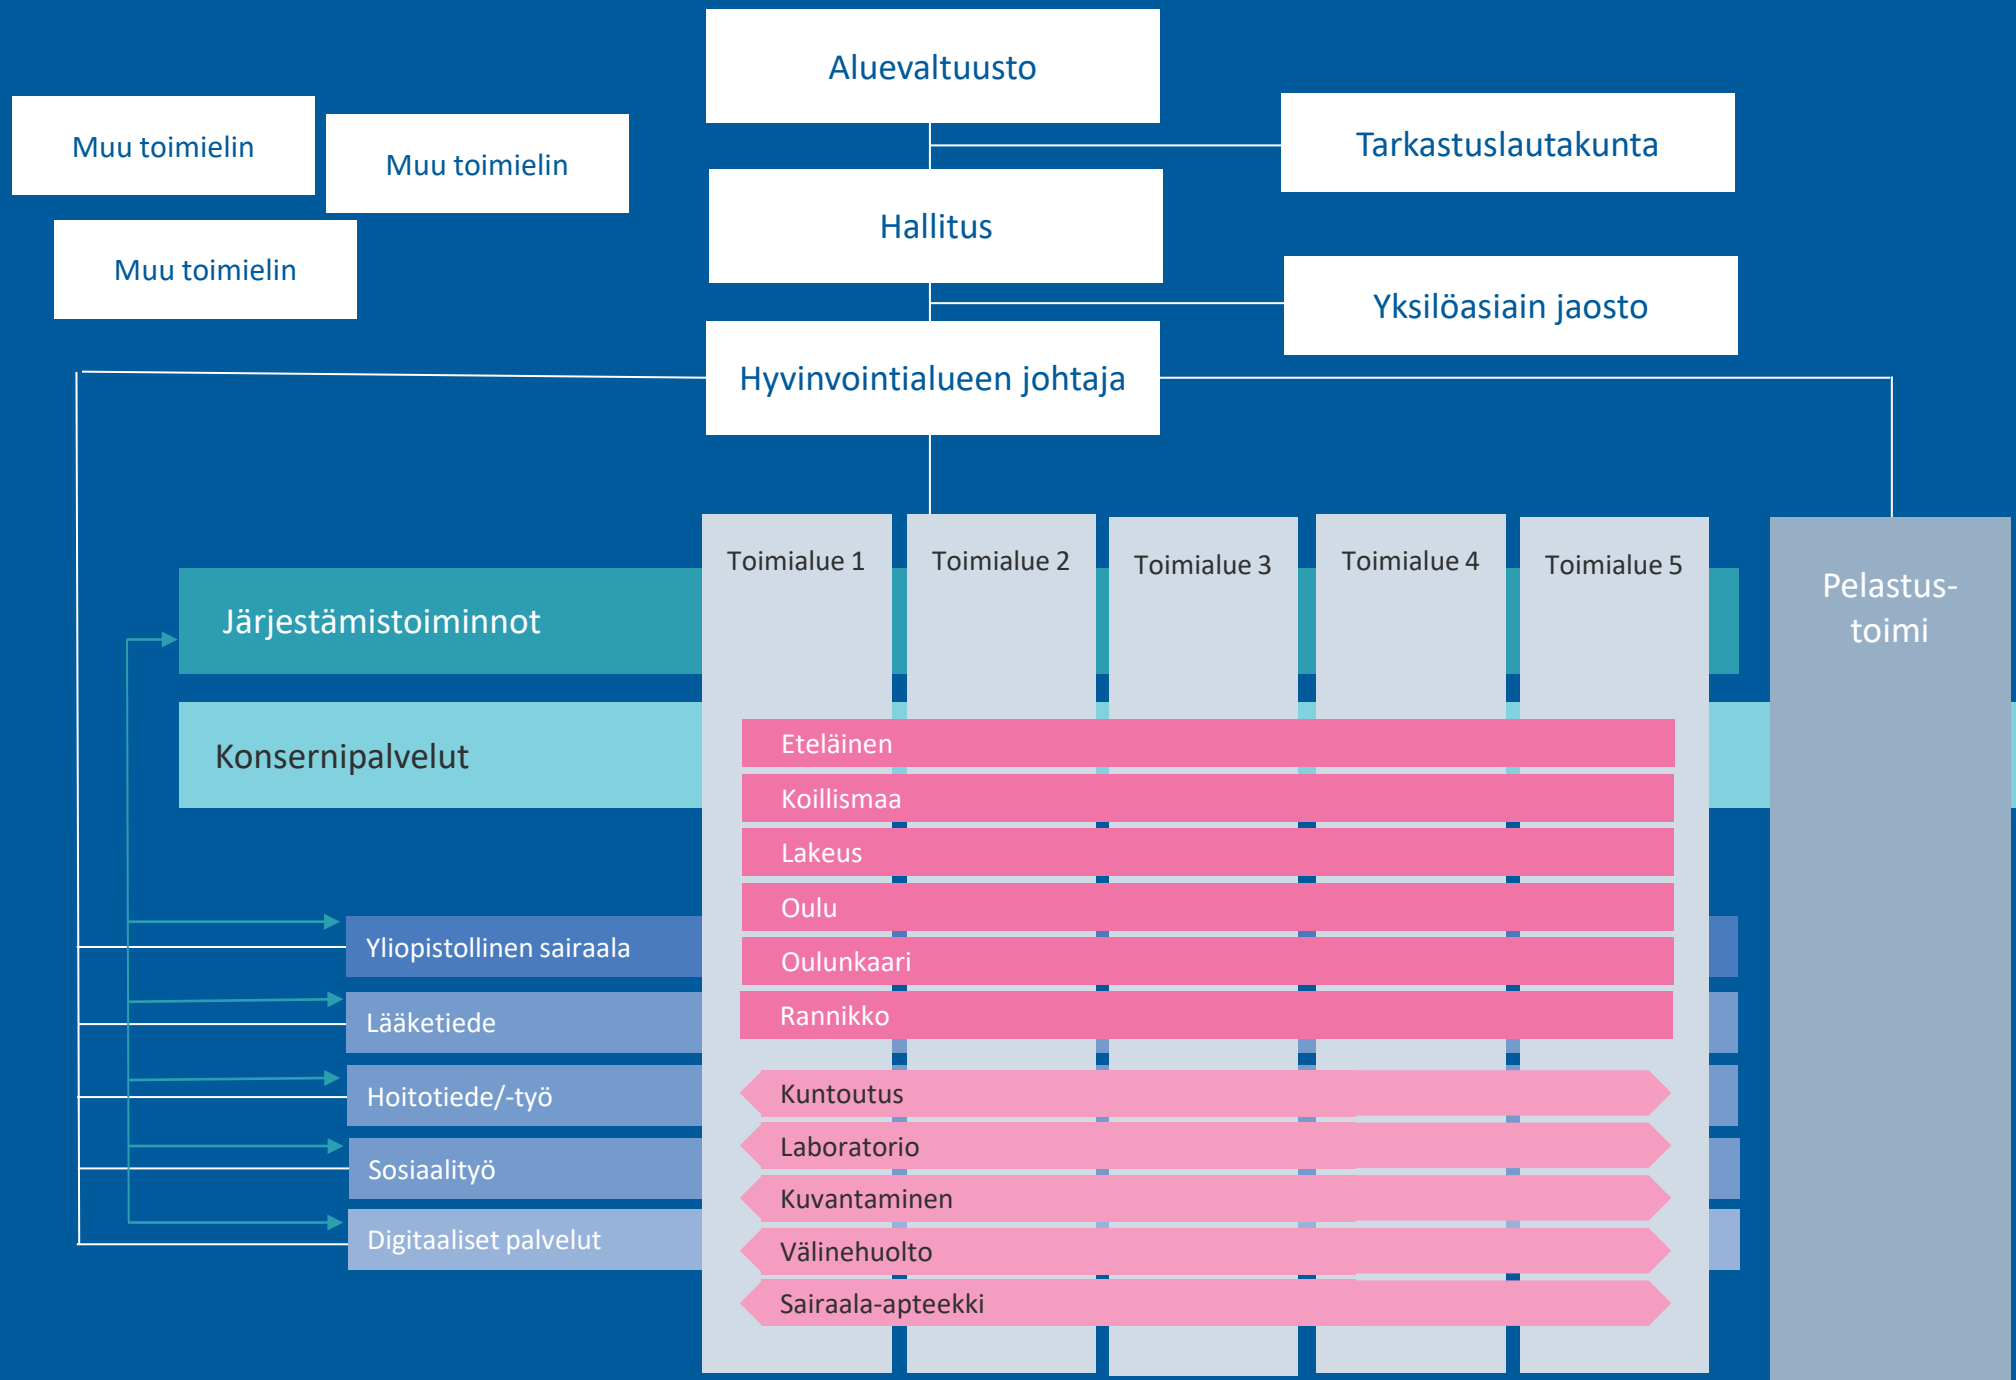 Aluevaltuusto
Muu toimielin
Muu toimielin
Tarkastuslautakunta
Muu toimielin
Hallitus
Yksilöasiain jaosto
Hyvinvointialueen johtaja
Toimialue 1
Toimialue 2
Toimialue 3
Toimialue 4
Toimialue 5
Pelastus-
toimi
Järjestämistoiminnot
Konsernipalvelut
Eteläinen
Koillismaa
Lakeus
Oulu
Oulunkaari
Rannikko
Yliopistollinen sairaala
Lääketiede
Hoitotiede/-työ
Sosiaalityö
Digitaaliset palvelut
Kuntoutus
Laboratorio
Kuvantaminen
Välinehuolto
Sairaala-apteekki